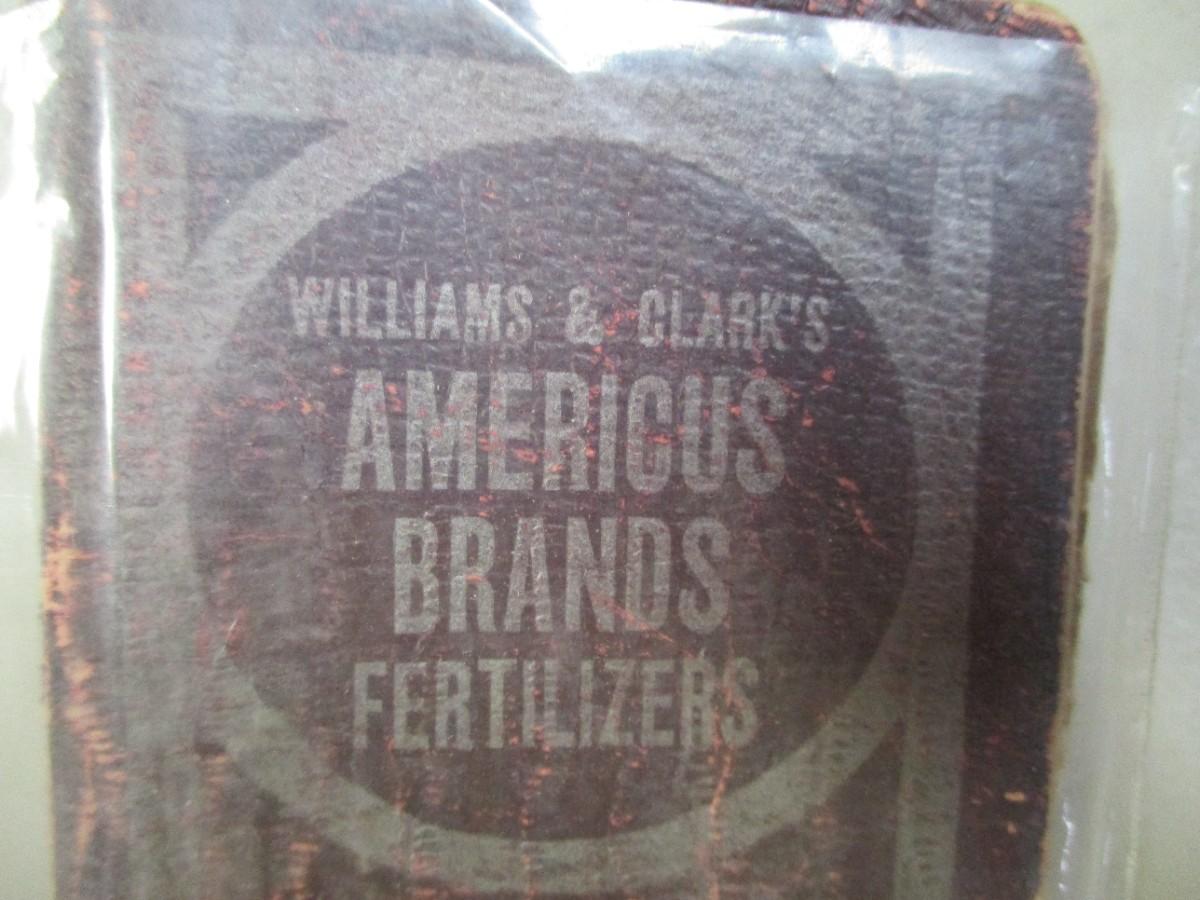 WILLIAMS & CLARK'S
AMERICUS
BRANDS
FERTILIZERS